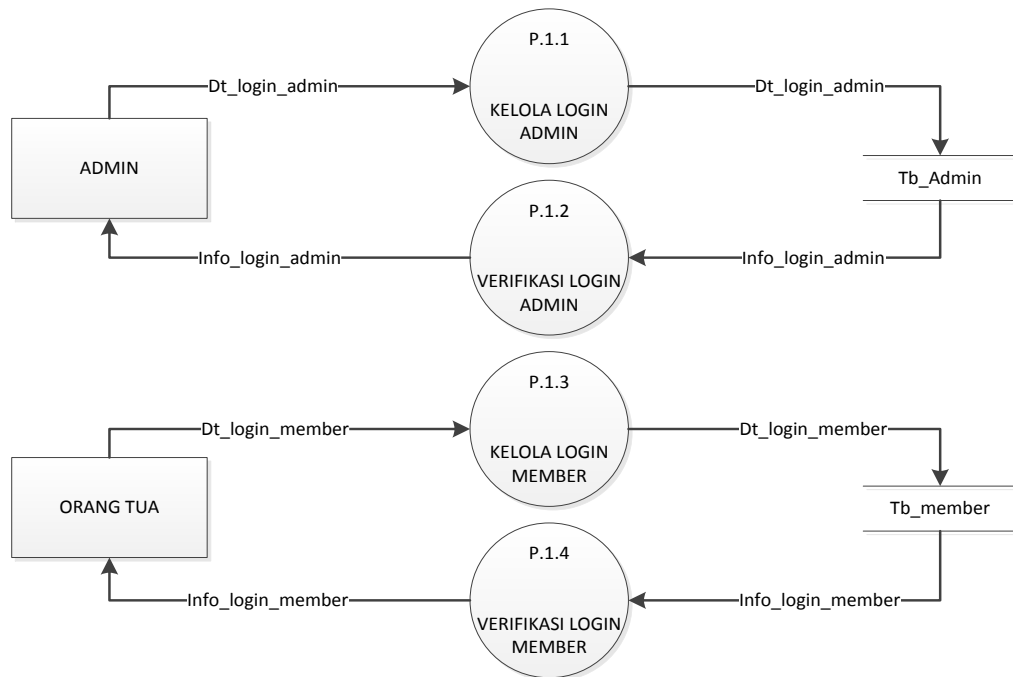 P.1.1
Dt_login_admin
Dt_login_admin
KELOLA LOGIN
ADMIN
ADMIN
Tb_Admin
P.1.2
Info_login_admin
Info_login_admin
VERIFIKASI LOGIN
ADMIN
P.1.3
Dt_login_member
Dt_login_member
KELOLA LOGIN
MEMBER
ORANG TUA
Tb_member
P.1.4
Info_login_member
Info_login_member
VERIFIKASI LOGIN
MEMBER